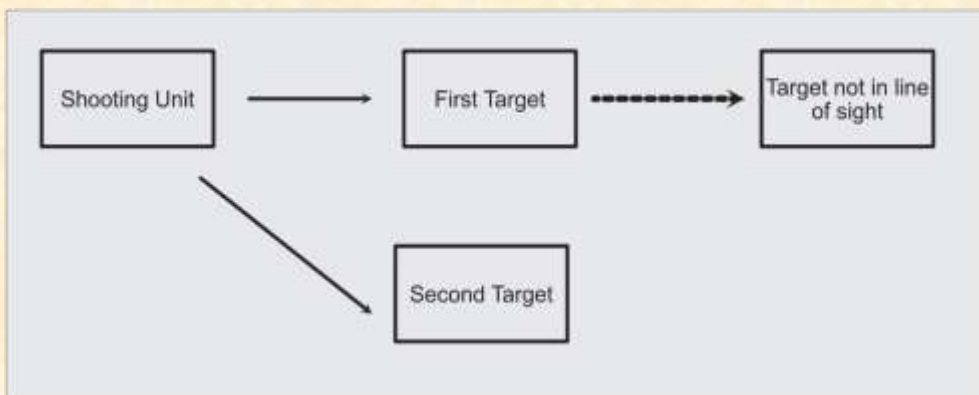 Shooting Unit
First Target
Target not in line
of sight
Second Target